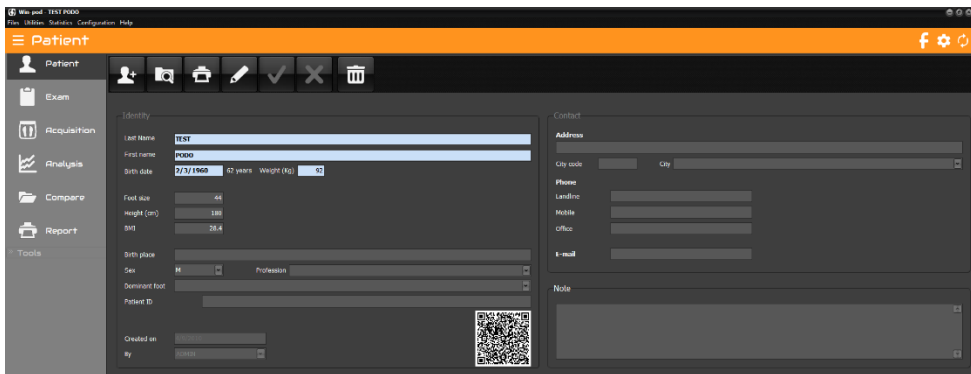 Win-pod - TEST PODO
Files Utilities Statistics Configuration Help
Patient
Patient
Exam
Acquisition
Analysis
Compare
Report
Tools
Identity
Last Name TEST
First name PODO
Birth date 2/3/1960 62 years Weight (Kg) 92
Foot size 44
Height (cm) 180
BMI 28.4
Birth place
Sex M Profession
Dominant foot
Patient ID
Created on
By
Contact
Address
City code City
Phone
Landline
Mobile
Office
E-mail
Note